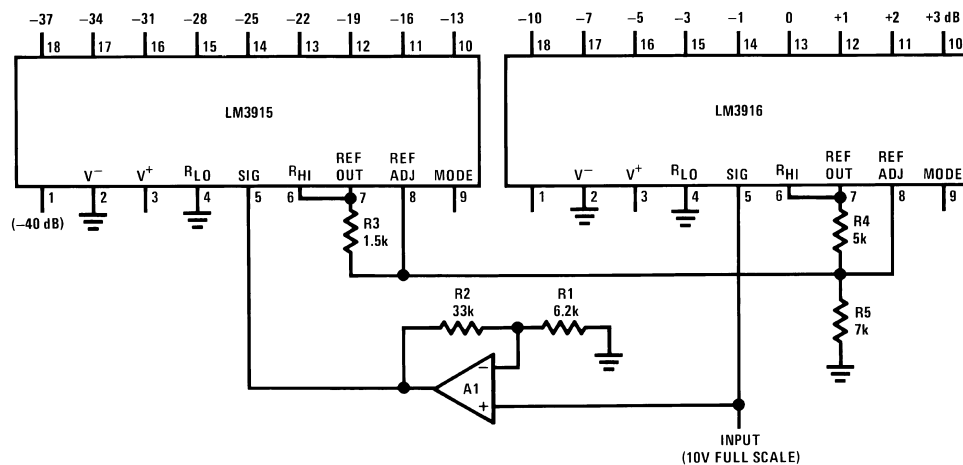 −37 −34 −31 −28 −25 −22 −19 −16 −13 −10 −7 −5 −3 −1 0 +1 +2 +3 dB
18 17 16 15 14 13 12 11 10 18 17 16 15 14 13 12 11 10
LM3915 LM3916
V− V+ RLO SIG RHI REF OUT REF ADJ MODE V− V+ RLO SIG RHI REF OUT REF ADJ MODE
1 2 3 4 5 6 7 8 9 1 2 3 4 5 6 7 8 9
(−40 dB)
R3
1.5k
R4
5k
R2
33k
R1
6.2k
R5
7k
A1
−
+
INPUT
(10V FULL SCALE)